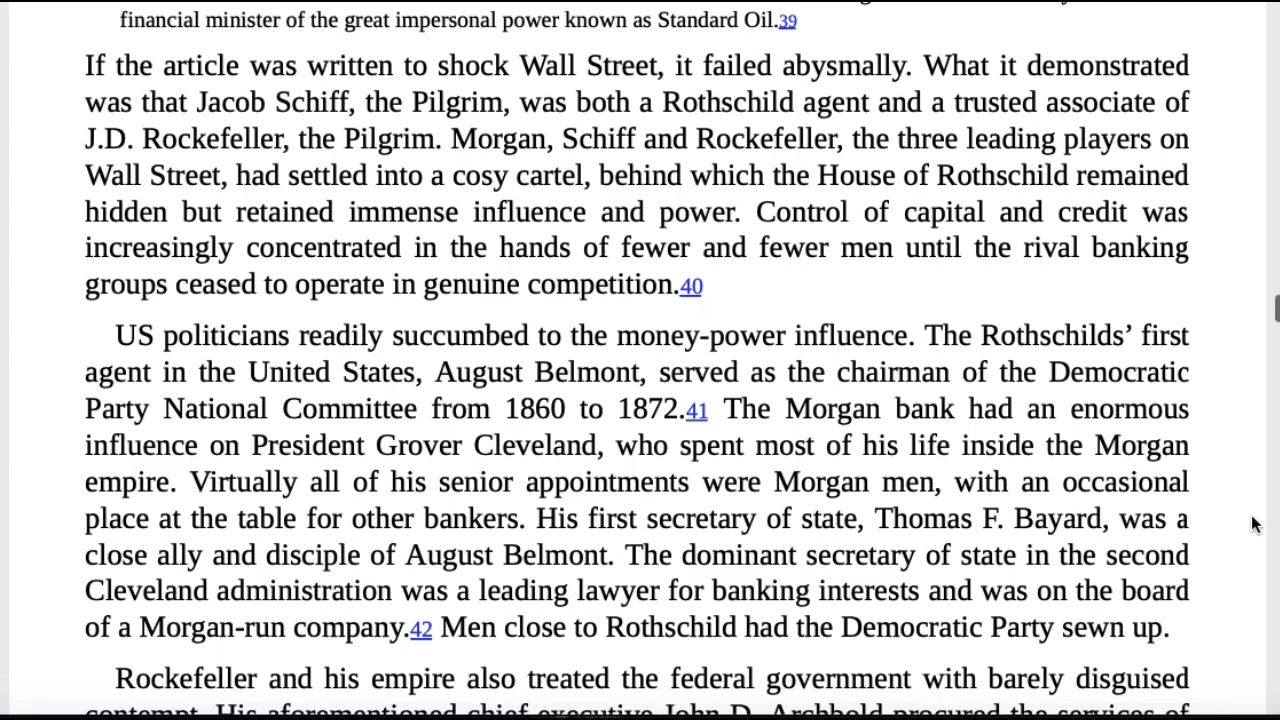 financial minister of the great impersonal power known as Standard Oil.39
If the article was written to shock Wall Street, it failed abysmally. What it demonstrated
was that Jacob Schiff, the Pilgrim, was both a Rothschild agent and a trusted associate of
J.D. Rockefeller, the Pilgrim. Morgan, Schiff and Rockefeller, the three leading players on
Wall Street, had settled into a cosy cartel, behind which the House of Rothschild remained
hidden but retained immense influence and power. Control of capital and credit was
increasingly concentrated in the hands of fewer and fewer men until the rival banking
groups ceased to operate in genuine competition.40
US politicians readily succumbed to the money-power influence. The Rothschilds’ first
agent in the United States, August Belmont, served as the chairman of the Democratic
Party National Committee from 1860 to 1872.41 The Morgan bank had an enormous
influence on President Grover Cleveland, who spent most of his life inside the Morgan
empire. Virtually all of his senior appointments were Morgan men, with an occasional
place at the table for other bankers. His first secretary of state, Thomas F. Bayard, was a
close ally and disciple of August Belmont. The dominant secretary of state in the second
Cleveland administration was a leading lawyer for banking interests and was on the board
of a Morgan-run company.42 Men close to Rothschild had the Democratic Party sewn up.
Rockefeller and his empire also treated the federal government with barely disguised
contempt. His aforementioned chief executive John D. Archbold procured the services of